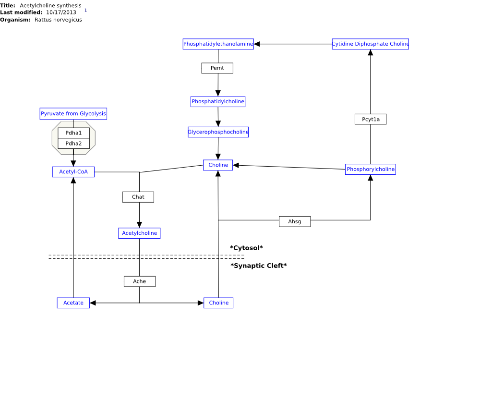 Title: Acetylcholine synthesis
Last modified: 10/17/2013
Organism: Rattus norvegicus
Phosphatidylethanolamine
Cytidine Diphosphate Choline
Pemt
Phosphatidylcholine
Pyruvate from Glycolysis
Pcyt1a
Pdha1
Glycerophosphocholine
Pdha2
Choline
Acetyl-CoA
Phosphorylcholine
Chat
Absg
Acetylcholine
*Cytosol*
*Synaptic Cleft*
Ache
Acetate
Choline